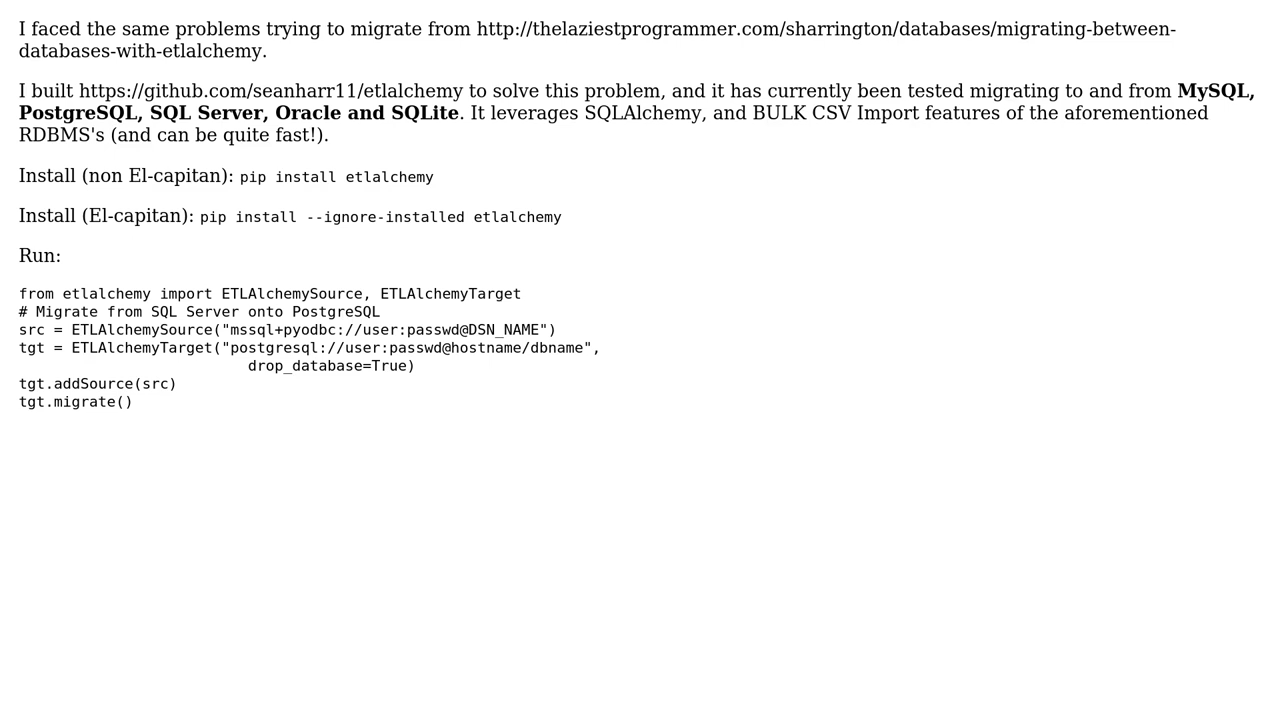 I faced the same problems trying to migrate from http://thelaziestprogrammer.com/sharrington/databases/migrating-between-
databases-with-etlalchemy.
I built https://github.com/seanharr11/etlalchemy to solve this problem, and it has currently been tested migrating to and from MySQL,
PostgreSQL, SQL Server, Oracle and SQLite. It leverages SQLAlchemy, and BULK CSV Import features of the aforementioned
RDBMS's (and can be quite fast!).
Install (non El-capitan): pip install etlalchemy
Install (El-capitan): pip install --ignore-installed etlalchemy
Run:
from etlalchemy import ETLAlchemySource, ETLAlchemyTarget
# Migrate from SQL Server onto PostgreSQL
src = ETLAlchemySource("mssql+pyodbc://user:passwd@DSN_NAME")
tgt = ETLAlchemyTarget("postgresql://user:passwd@hostname/dbname",
                          drop_database=True)
tgt.addSource(src)
tgt.migrate()